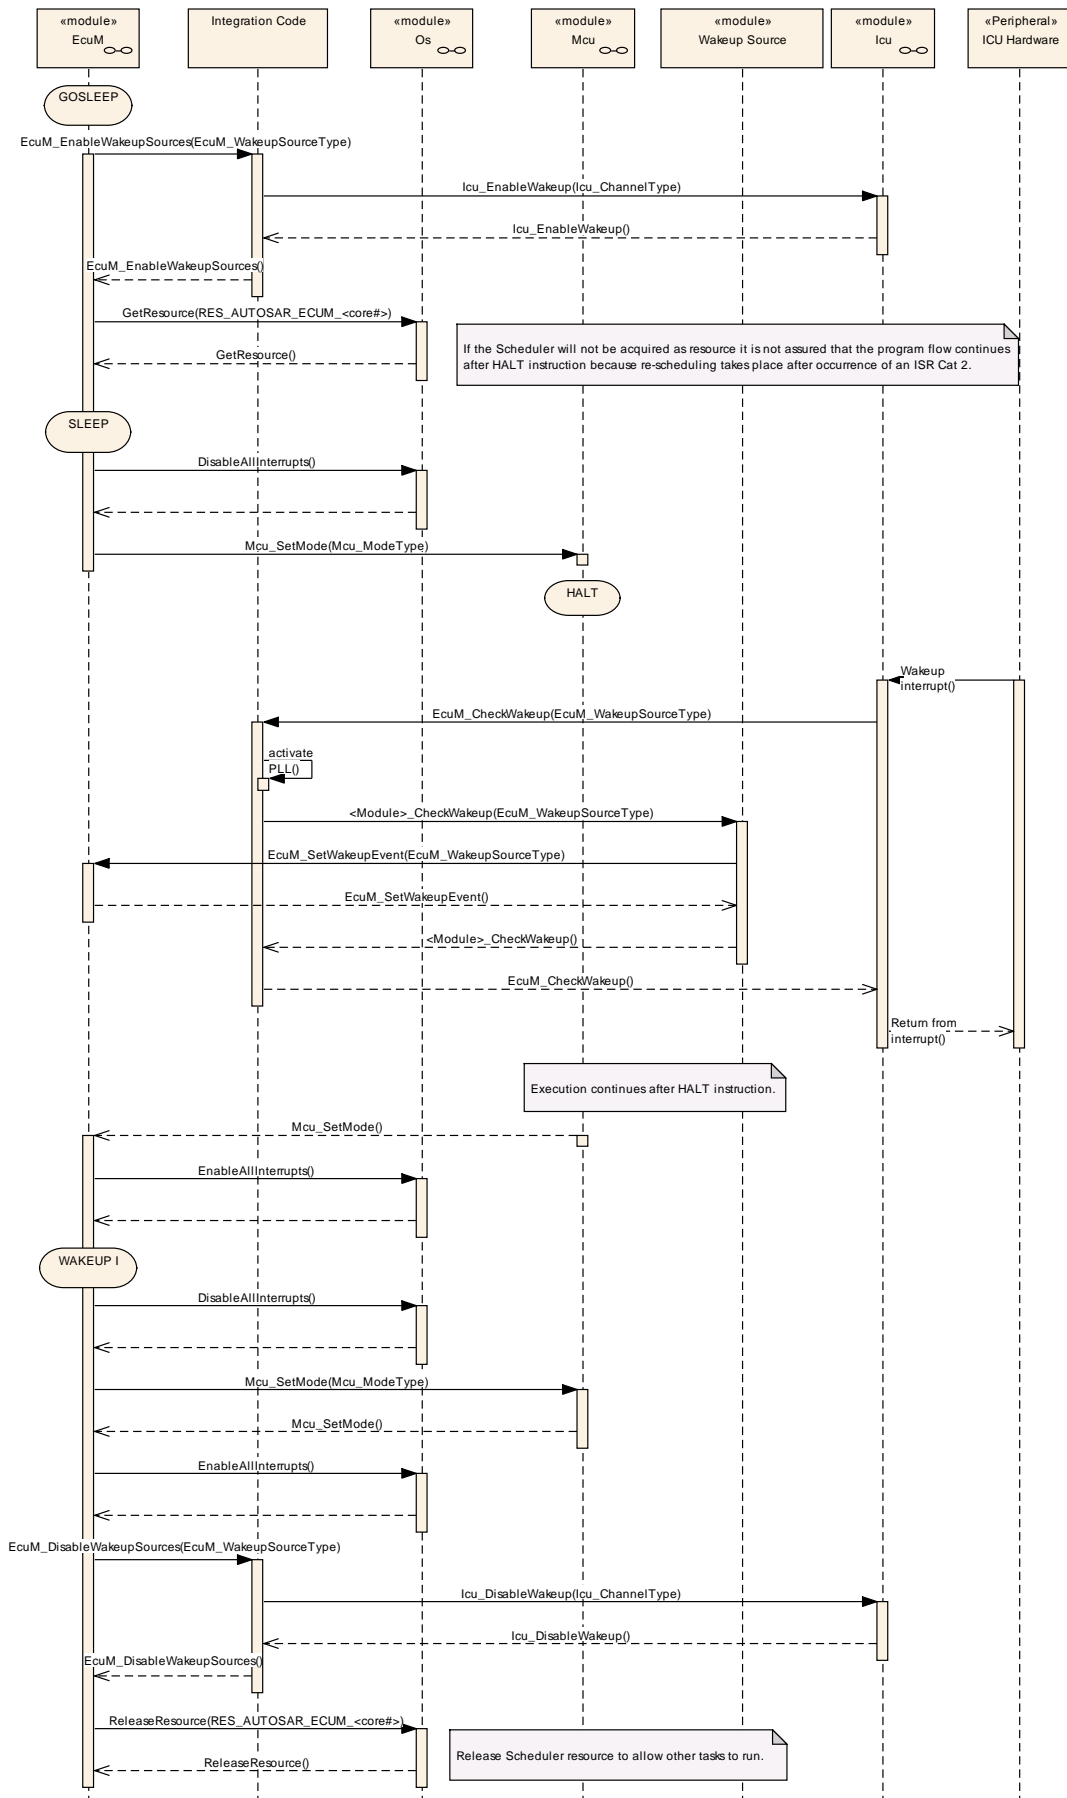 «module»
EcuM
Integration Code
«module»
Os
«module»
Mcu
«module»
Wakeup Source
«module»
Icu
«Peripheral»
ICU Hardware
GOSLEEP
EcuM_EnableWakeupSources(EcuM_WakeupSourceType)
Icu_EnableWakeup(Icu_ChannelType)
Icu_EnableWakeup()
EcuM_EnableWakeupSources()
GetResource(RES_AUTOSAR_ECUM_<core#>)
If the Scheduler will not be acquired as resource it is not assured that the program flow continues
after HALT instruction because re-scheduling takes place after occurrence of an ISR Cat 2.
GetResource()
SLEEP
DisableAllInterrupts()
Mcu_SetMode(Mcu_ModeType)
HALT
Wakeup
interrupt()
EcuM_CheckWakeup(EcuM_WakeupSourceType)
activate
PLL()
<Module>_CheckWakeup(EcuM_WakeupSourceType)
EcuM_SetWakeupEvent(EcuM_WakeupSourceType)
EcuM_SetWakeupEvent()
<Module>_CheckWakeup()
EcuM_CheckWakeup()
Return from
interrupt()
Execution continues after HALT instruction.
Mcu_SetMode()
EnableAllInterrupts()
WAKEUP I
DisableAllInterrupts()
Mcu_SetMode(Mcu_ModeType)
Mcu_SetMode()
EnableAllInterrupts()
EcuM_DisableWakeupSources(EcuM_WakeupSourceType)
Icu_DisableWakeup(Icu_ChannelType)
Icu_DisableWakeup()
EcuM_DisableWakeupSources()
ReleaseResource(RES_AUTOSAR_ECUM_<core#>)
Release Scheduler resource to allow other tasks to run.
ReleaseResource()